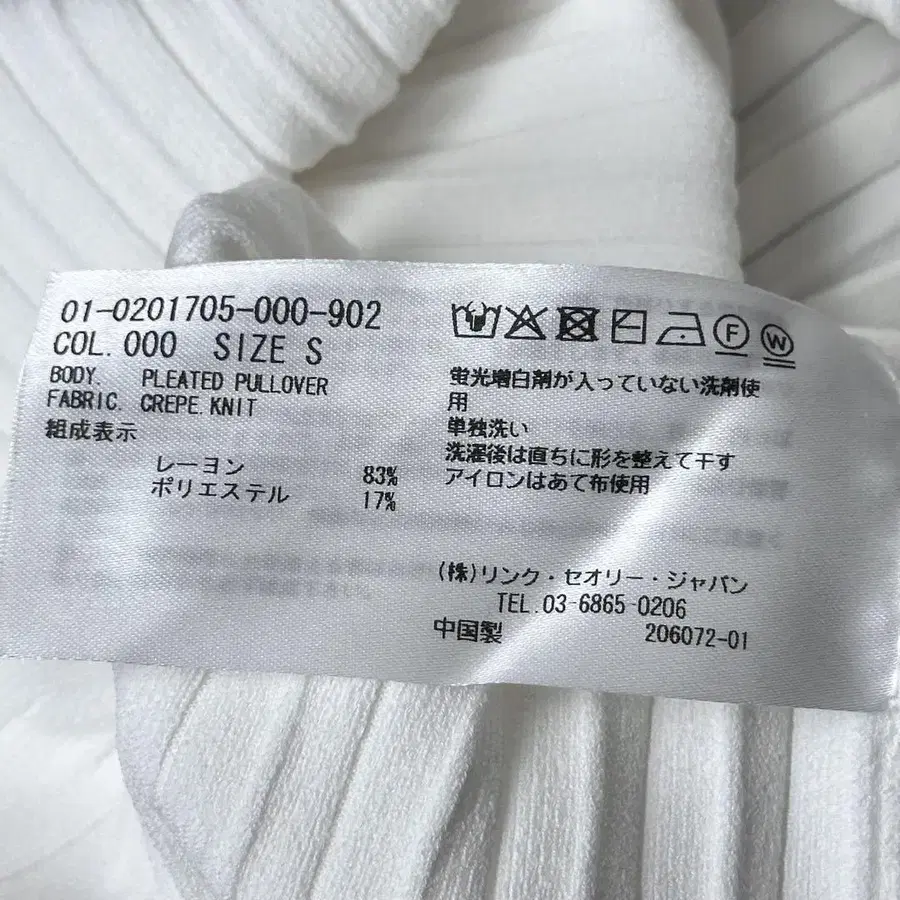 01-0201705-000-902
COL. 000 SIZE S
BODY. PLEATED PULLOVER
FABRIC. CREPE.KNIT
組成表示
レーヨン 83%
ポリエステル 17%
F
W
蛍光増白剤が入っていない洗剤使
用
単独洗い
洗濯後は直ちに形を整えて干す
アイロンはあて布使用
(株)リンク・セオリー・ジャパン
TEL.03-6865-0206
中国製 206072-01